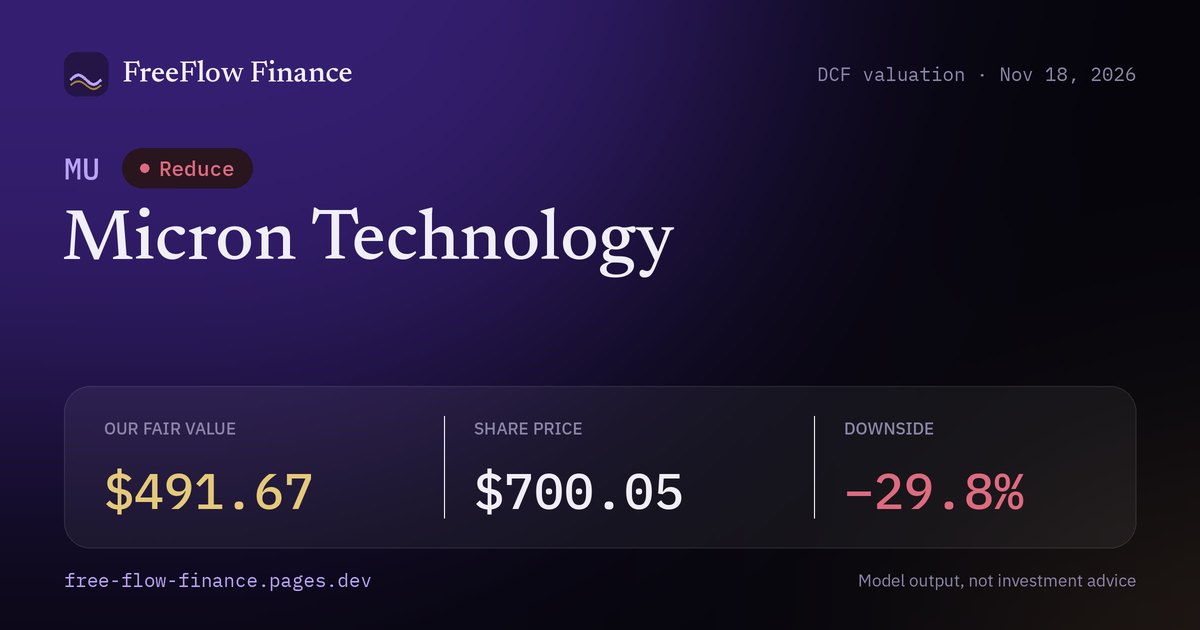 FreeFlow Finance
DCF valuation · Nov 18, 2026
MU
Reduce
Micron Technology
OUR FAIR VALUE
$491.67
SHARE PRICE
$700.05
DOWNSIDE
−29.8%
free-flow-finance.pages.dev
Model output, not investment advice